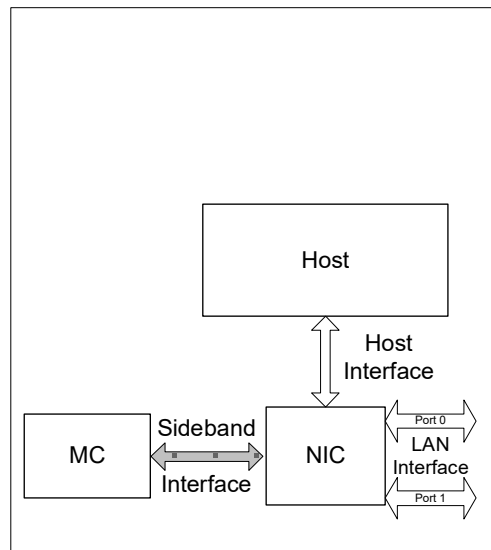 Host
Host
Interface
Sideband
Interface
MC
NIC
Port 0
LAN
Interface
Port 1